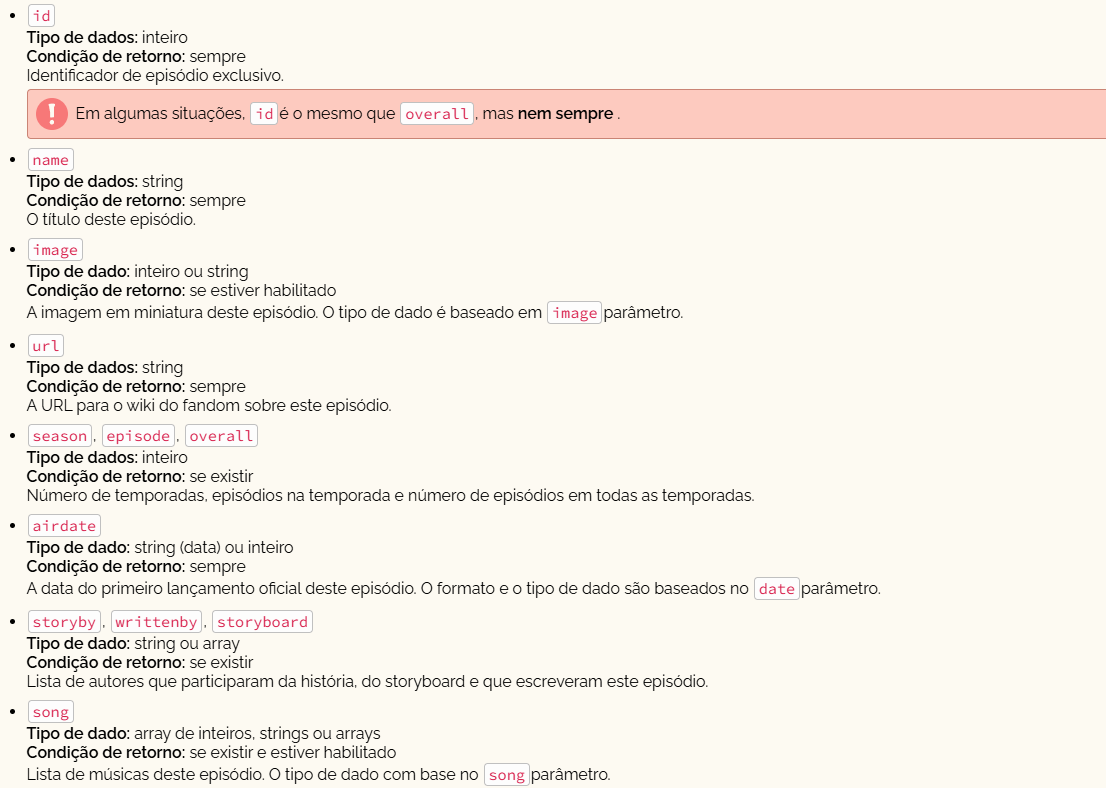 id
Tipo de dados: inteiro
Condição de retorno: sempre
Identificador de episódio exclusivo.
Em algumas situações, id é o mesmo que overall, mas nem sempre .
name
Tipo de dados: string
Condição de retorno: sempre
O título deste episódio.
image
Tipo de dado: inteiro ou string
Condição de retorno: se estiver habilitado
A imagem em miniatura deste episódio. O tipo de dado é baseado em image parâmetro.
url
Tipo de dados: string
Condição de retorno: sempre
A URL para o wiki do fandom sobre este episódio.
season, episode, overall
Tipo de dados: inteiro
Condição de retorno: se existir
Número de temporadas, episódios na temporada e número de episódios em todas as temporadas.
airdate
Tipo de dado: string (data) ou inteiro
Condição de retorno: sempre
A data do primeiro lançamento oficial deste episódio. O formato e o tipo de dado são baseados no date parâmetro.
storyby, writtenby, storyboard
Tipo de dado: string ou array
Condição de retorno: se existir
Lista de autores que participaram da história, do storyboard e que escreveram este episódio.
song
Tipo de dado: array de inteiros, strings ou arrays
Condição de retorno: se existir e estiver habilitado
Lista de músicas deste episódio. O tipo de dado com base no song parâmetro.